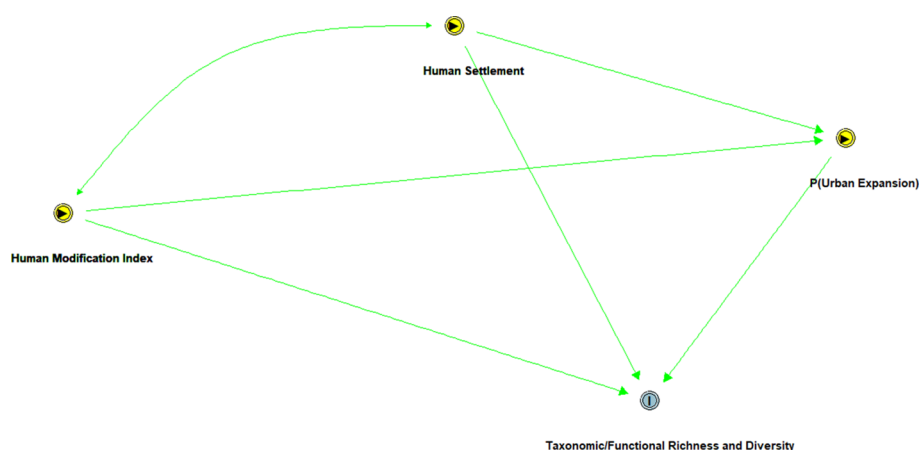 Human Settlement
P(Urban Expansion)
Human Modification Index
Taxonomic/Functional Richness and Diversity